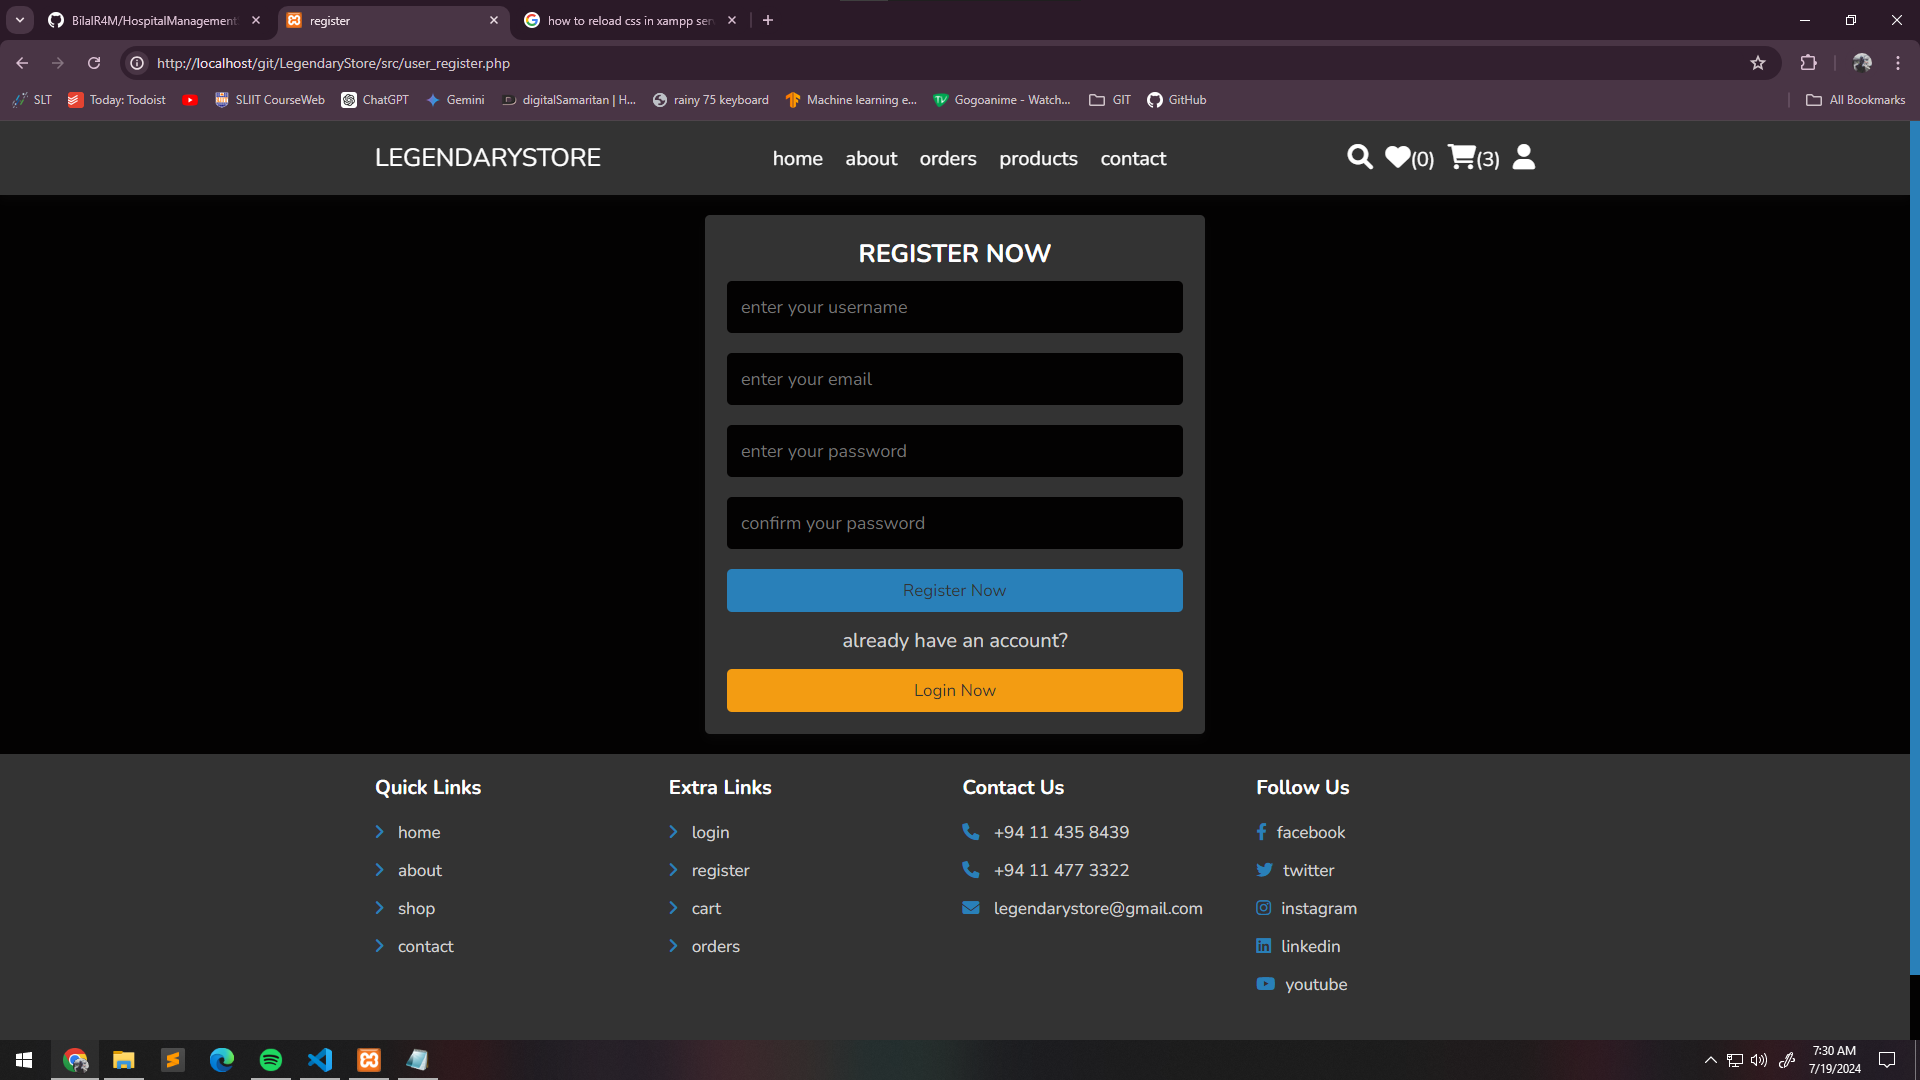 BilalR4M/HospitalManagement
register
how to reload css in xampp ser
http://localhost/git/LegendaryStore/src/user_register.php
SLT
Today: Todoist
SLIIT CourseWeb
ChatGPT
Gemini
digitalSamaritan | H...
rainy 75 keyboard
Machine learning e...
Gogoanime - Watch...
GIT
GitHub
All Bookmarks
LEGENDARYSTORE
home
about
orders
products
contact
(0)
(3)
REGISTER NOW
enter your username
enter your email
enter your password
confirm your password
Register Now
already have an account?
Login Now
Quick Links
home
about
shop
contact
Extra Links
login
register
cart
orders
Contact Us
+94 11 435 8439
+94 11 477 3322
legendarystore@gmail.com
Follow Us
facebook
twitter
instagram
linkedin
youtube
7:30 AM
7/19/2024